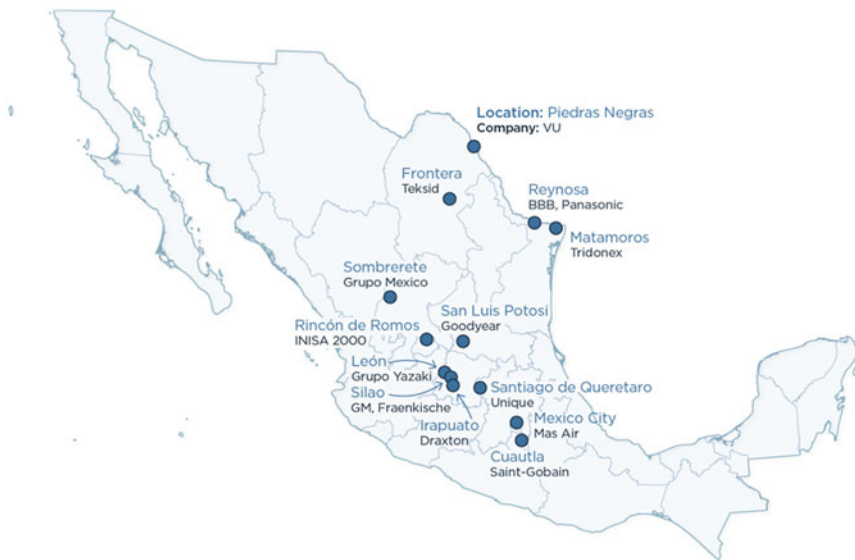 Location: Piedras Negras
Company: VU
Frontera
Teksid
Reynosa
BBB, Panasonic
Matamoros
Tridonex
Sombrerete
Grupo Mexico
San Luis Potosi
Goodyear
Rincón de Romos
INISA 2000
León
Grupo Yazaki
Silao
GM, Fraenkische
Irapuato
Draxton
Santiago de Queretaro
Unique
Mexico City
Mas Air
Cuautla
Saint-Gobain